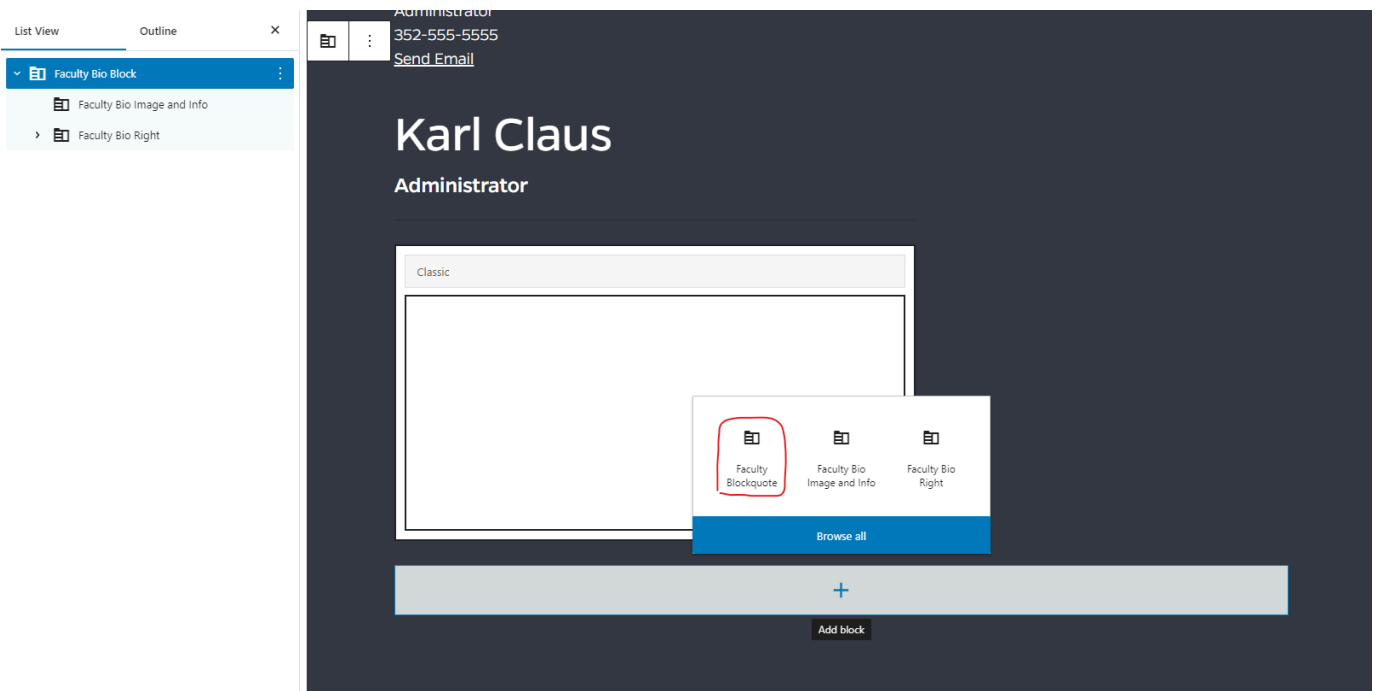 List View
Outline
Faculty Bio Block
Faculty Bio Image and Info
Faculty Bio Right
Administrator
352-555-5555
Send Email
Karl Claus
Administrator
Classic
Faculty
Blockquote
Faculty Bio
Image and Info
Faculty Bio
Right
Browse all
Add block